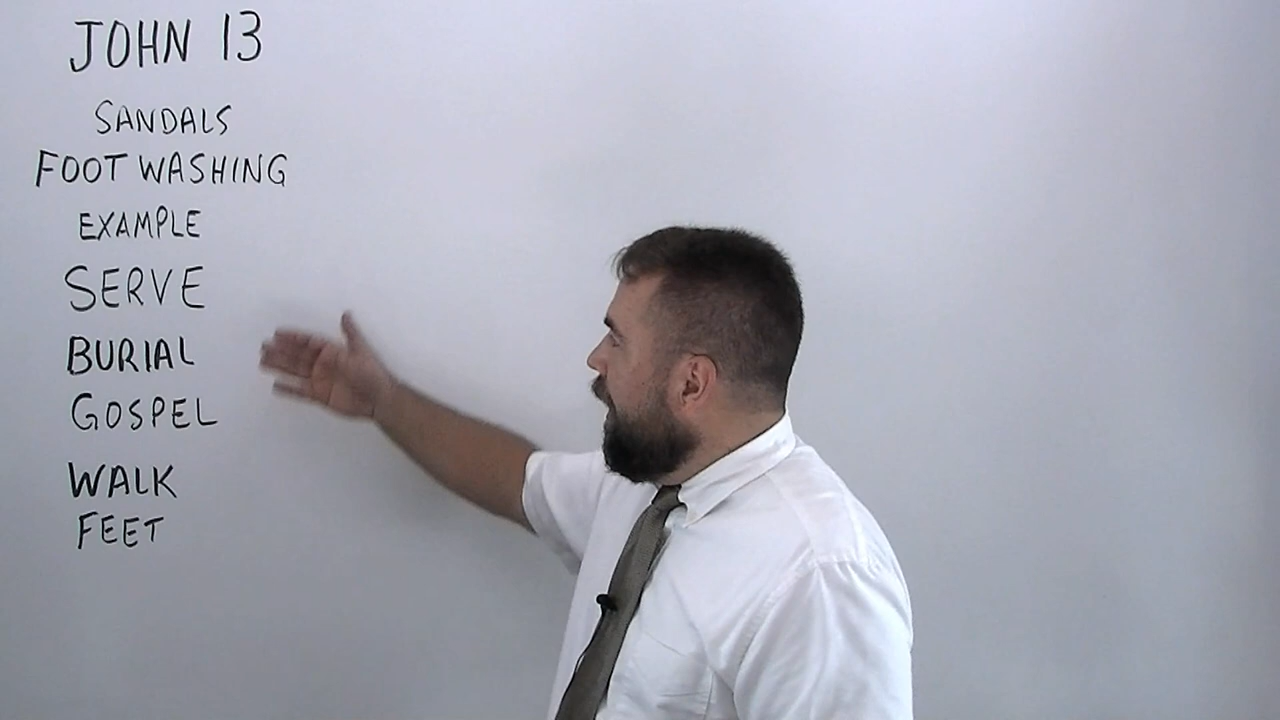 JOHN 13
SANDALS
FOOT WASHING
EXAMPLE
SERVE
BURIAL
GOSPEL
WALK
FEET